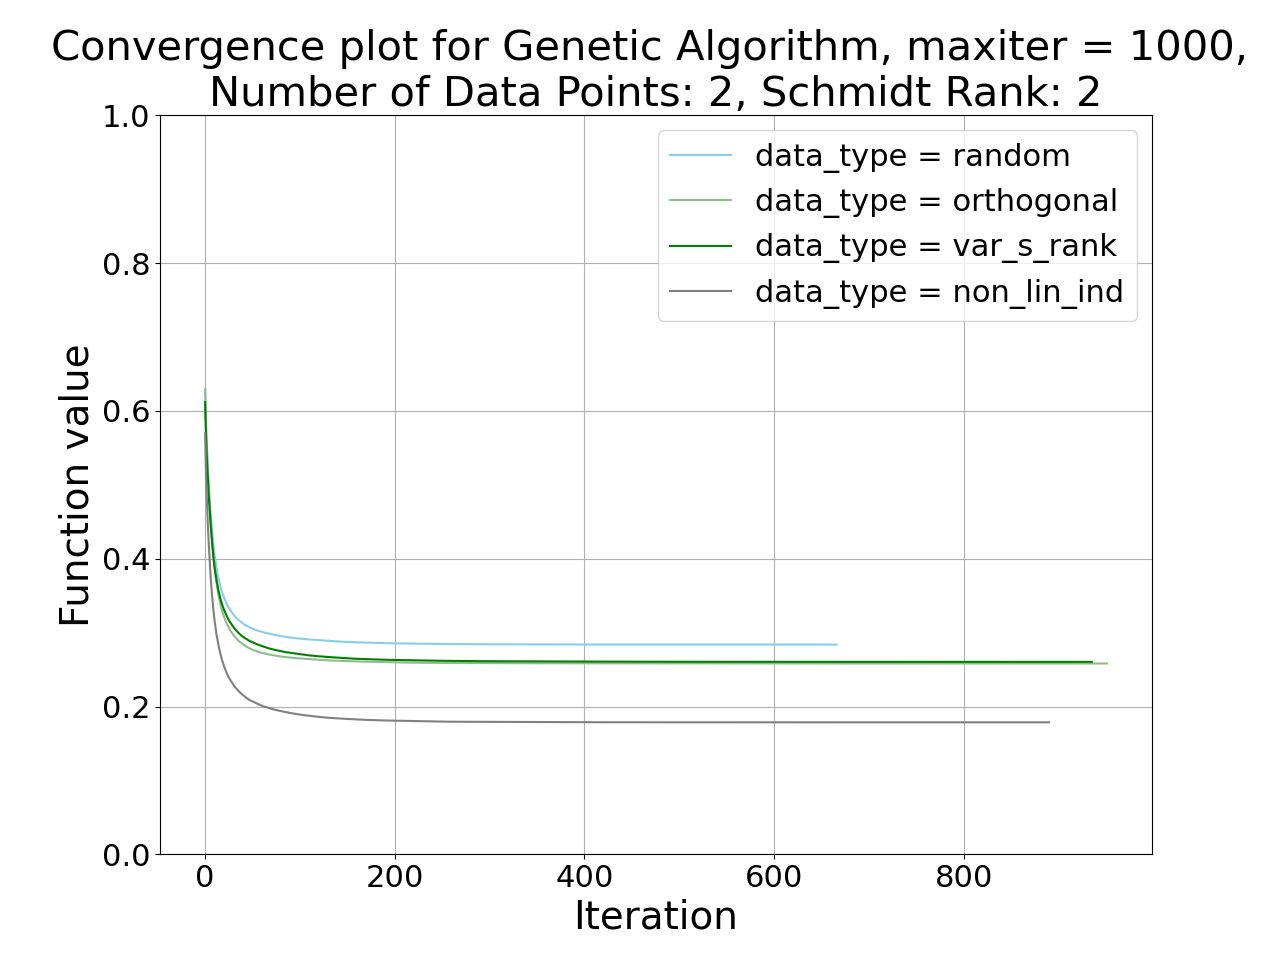 Convergence plot for Genetic Algorithm, maxiter = 1000,
Number of Data Points: 2, Schmidt Rank: 2
1.0
0.8
0.6
0.4
0.2
0.0
Function value
data_type = random
data_type = orthogonal
data_type = var_s_rank
data_type = non_lin_ind
0 200 400 600 800
Iteration